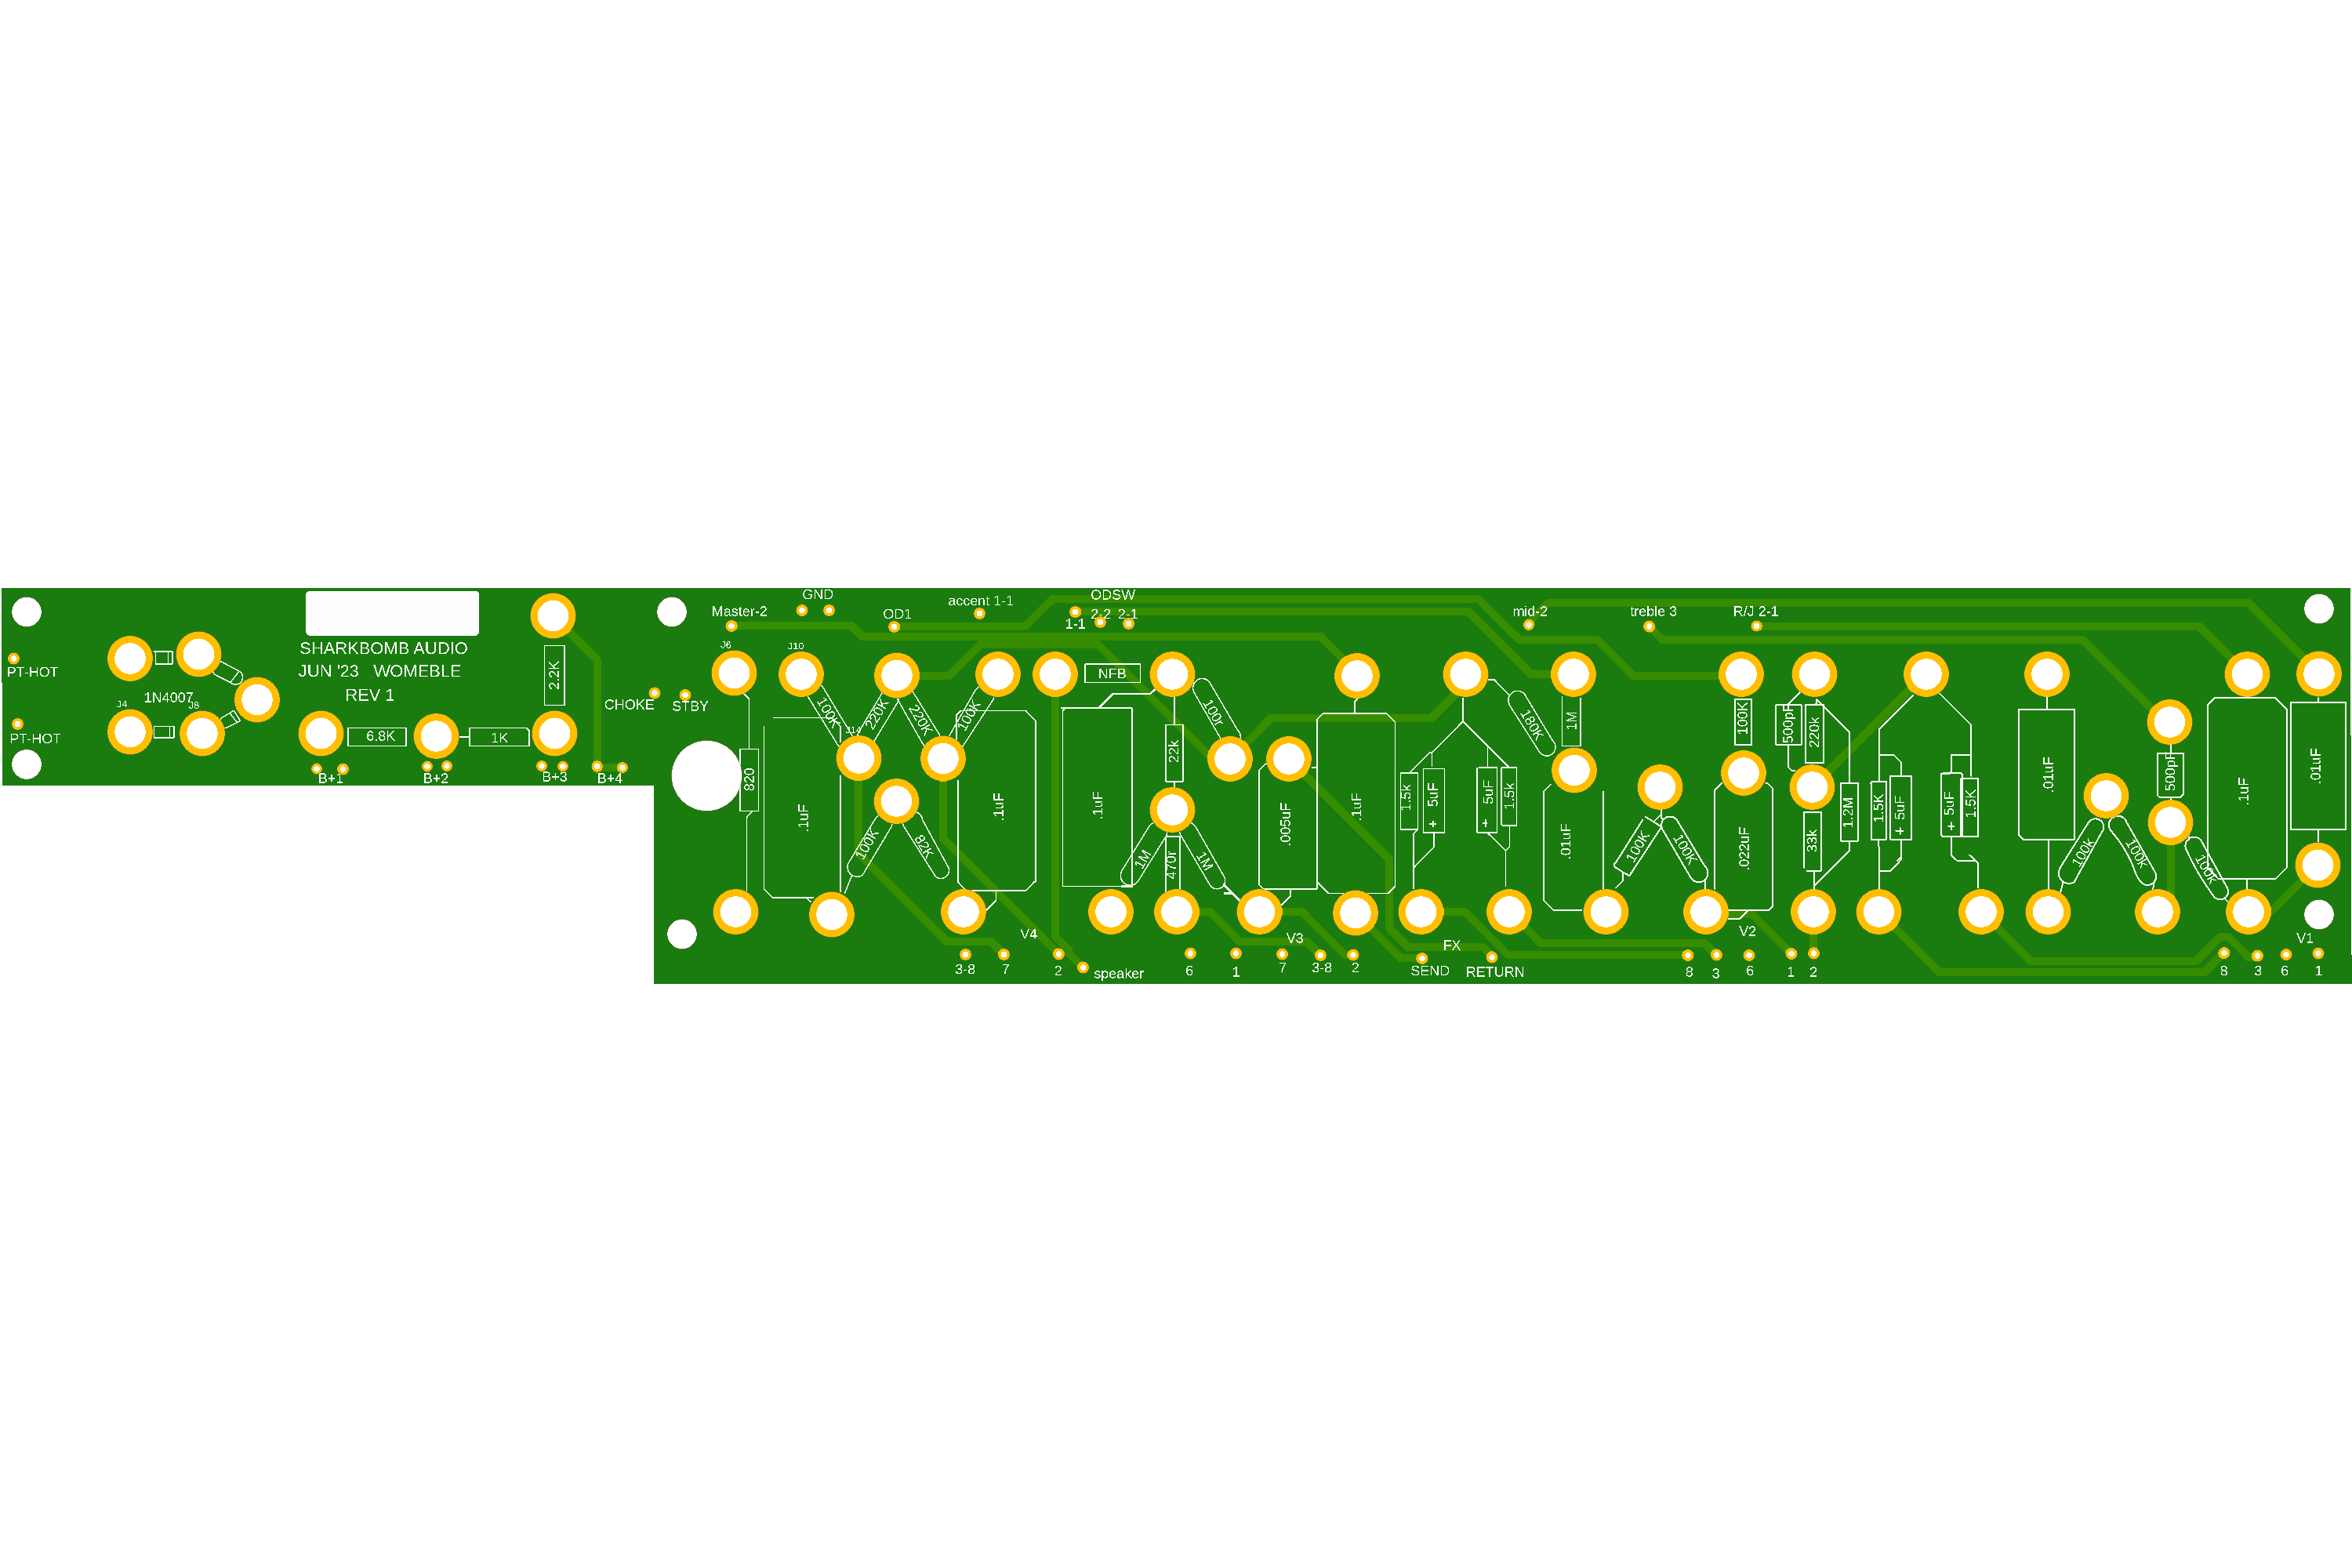 PT-HOT
PT-HOT
J4
1N4007
J8
SHARKBOMB AUDIO
JUN '23 WOMEBLE
REV 1
6.8K
1K
2.2K
B+1
B+2
B+3
B+4
CHOKE
STBY
Master-2
GND
OD1
accent 1-1
ODSW
1-1
2-2
2-1
mid-2
treble 3
R/J 2-1
J6
J10
J14
820
100K
220K
220K
100K
.1uF
100K
82K
.1uF
NFB
.1uF
22k
100r
1M
470r
1M
.005uF
.1uF
1.5k
5uF
+
5uF
+
1.5k
180K
1M
.01uF
100K
100K
100K
.022uF
500pF
220k
33k
1.2M
1.5K
5uF
+
5uF
+
1.5K
.01uF
100K
100K
500pF
100K
.1uF
.01uF
V4
3-8
7
2
speaker
V3
6
1
7
3-8
2
FX
SEND
RETURN
V2
8
3
6
1
2
V1
8
3
6
1